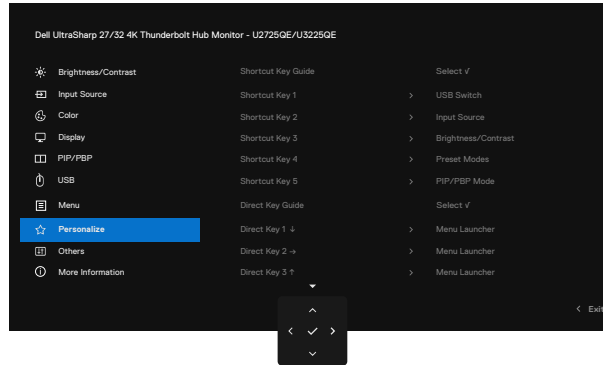 Dell UltraSharp 27/32 4K Thunderbolt Hub Monitor - U2725QE/U3225QE
Brightness/Contrast Shortcut Key Guide Select √
Input Source Shortcut Key 1 > USB Switch
Color Shortcut Key 2 > Input Source
Display Shortcut Key 3 > Brightness/Contrast
PIP/PBP Shortcut Key 4 > Preset Modes
USB Shortcut Key 5 > PIP/PBP Mode
Menu Direct Key Guide Select √
Personalize Direct Key 1 ↓ > Menu Launcher
Others Direct Key 2 → > Menu Launcher
More Information Direct Key 3 ↑ > Menu Launcher
< Exit